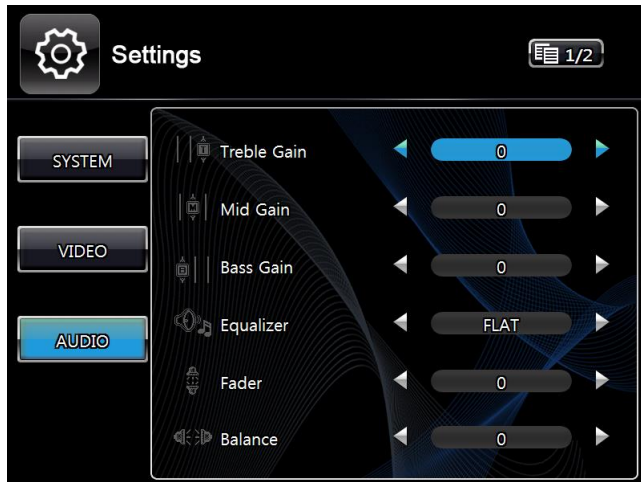 Settings
1/2
SYSTEM
VIDEO
AUDIO
Treble Gain 0
Mid Gain 0
Bass Gain 0
Equalizer FLAT
Fader 0
Balance 0